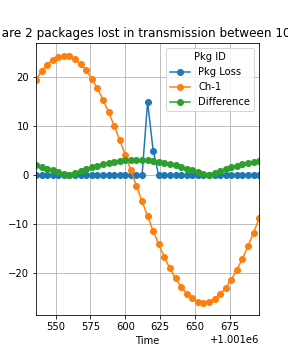 are 2 packages lost in transmission between 10
Pkg ID
Pkg Loss
Ch-1
Difference
20
10
0
−10
−20
550 575 600 625 650 675
Time
+1.001e6